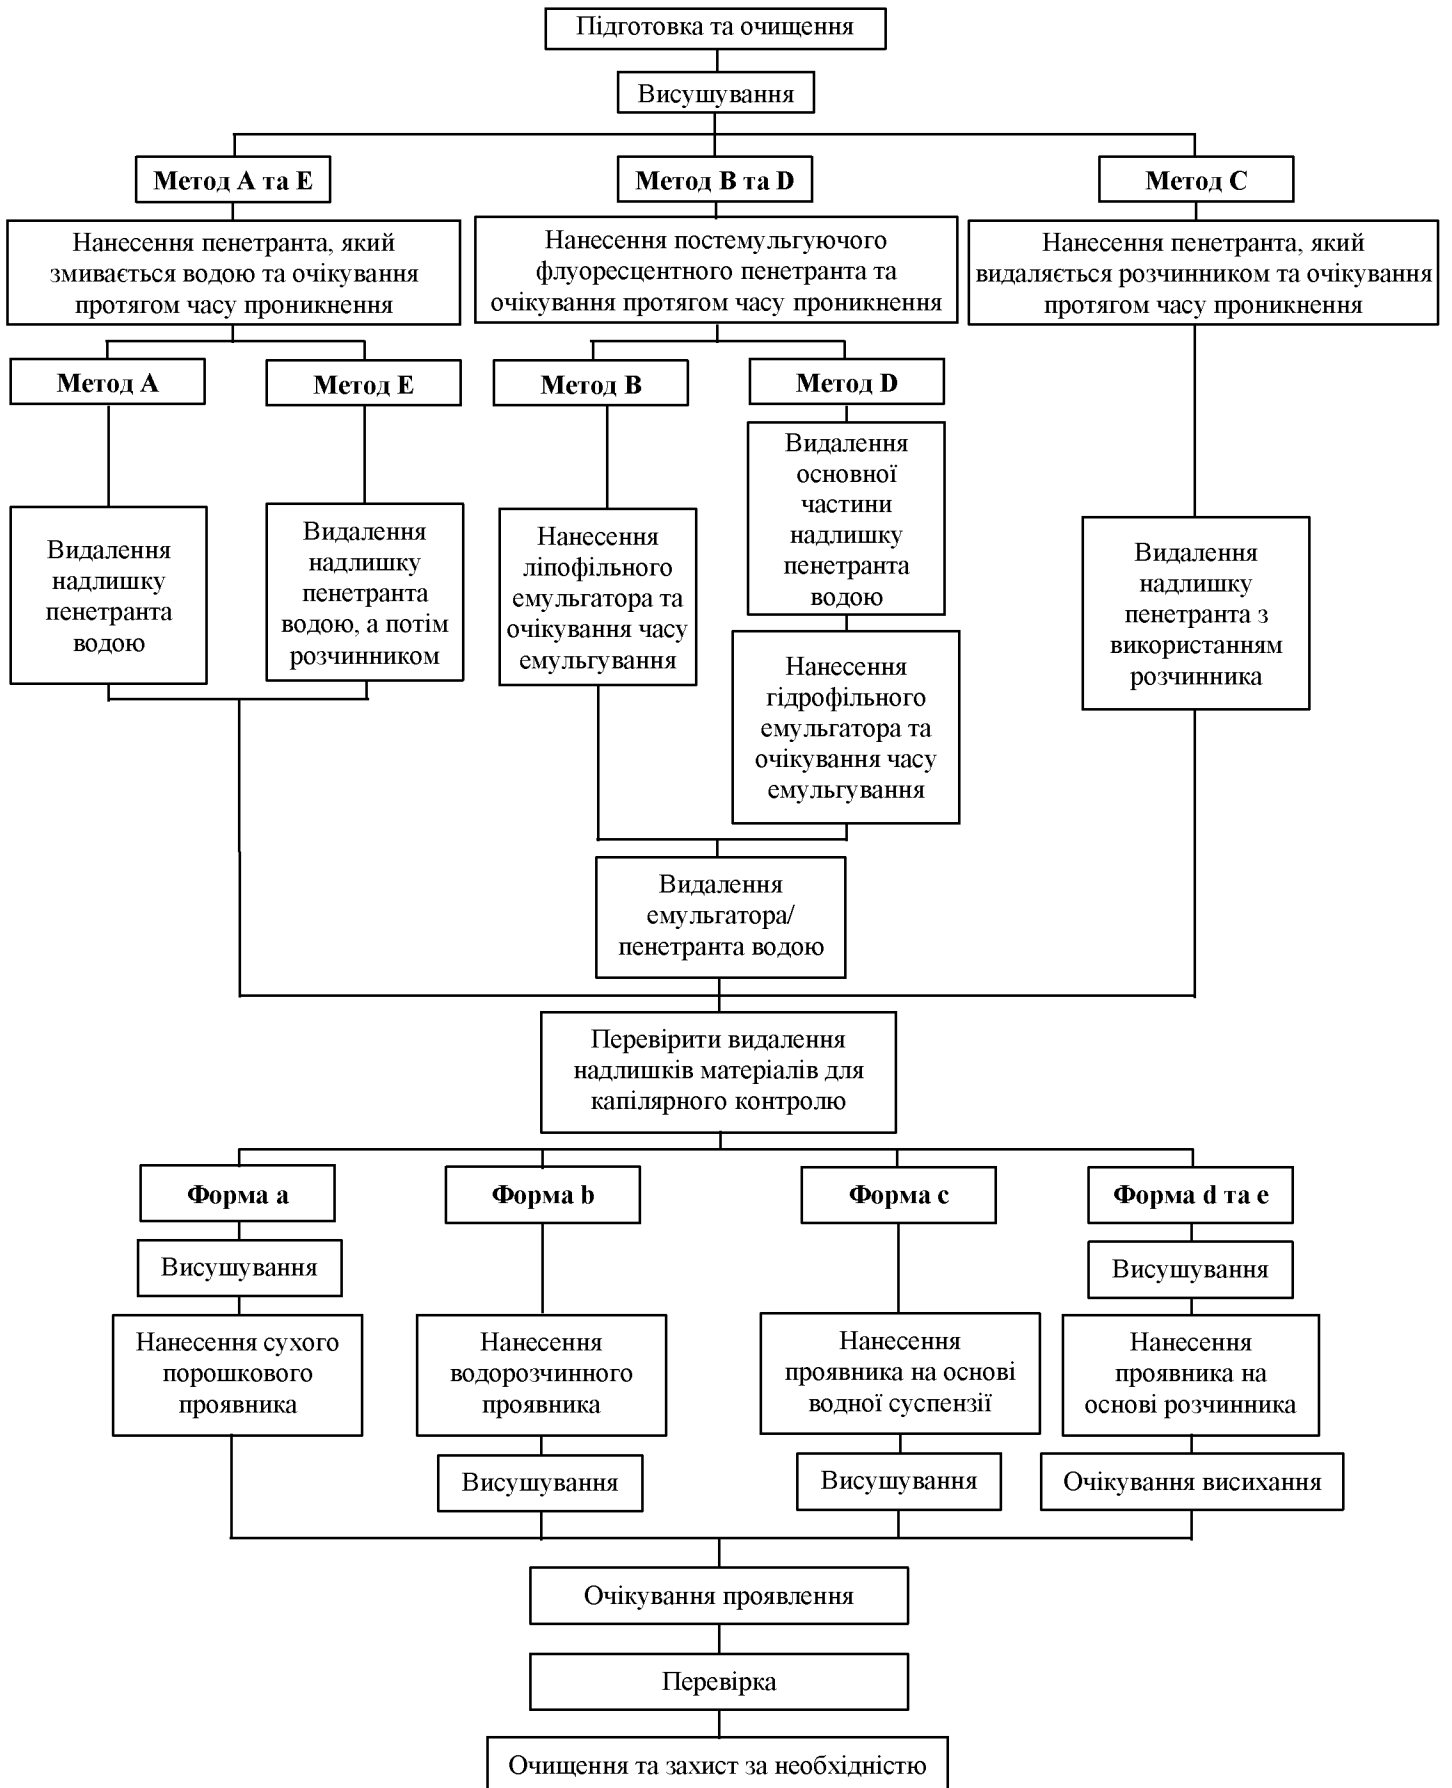 Підготовка та очищення
Висушування
Метод A та E
Метод B та D
Метод C
Нанесення пенетранта, який
змивається водою та очікування
протягом часу проникнення
Нанесення постемульгуючого
флуоресцентного пенетранта та
очікування протягом часу проникнення
Нанесення пенетранта, який
видаляється розчинником та очікування
протягом часу проникнення
Метод A
Метод E
Метод B
Метод D
Видалення
надлишку
пенетранта
водою
Видалення
надлишку
пенетранта
водою, а потім
розчинником
Нанесення
ліпофільного
емульгатора та
очікування часу
емульгування
Видалення
основної
частини
надлишку
пенетранта
водою
Нанесення
гідрофільного
емульгатора та
очікування часу
емульгування
Видалення
надлишку
пенетранта з
використанням
розчинника
Видалення
емульгатора/
пенетранта водою
Перевірити видалення
надлишків матеріалів для
капілярного контролю
Форма a
Форма b
Форма c
Форма d та e
Висушування
Висушування
Нанесення сухого
порошкового
проявника
Нанесення
водорозчинного
проявника
Нанесення
проявника на основі
водної суспензії
Нанесення
проявника на
основі розчинника
Висушування
Висушування
Очікування висихання
Очікування проявлення
Перевірка
Очищення та захист за необхідністю